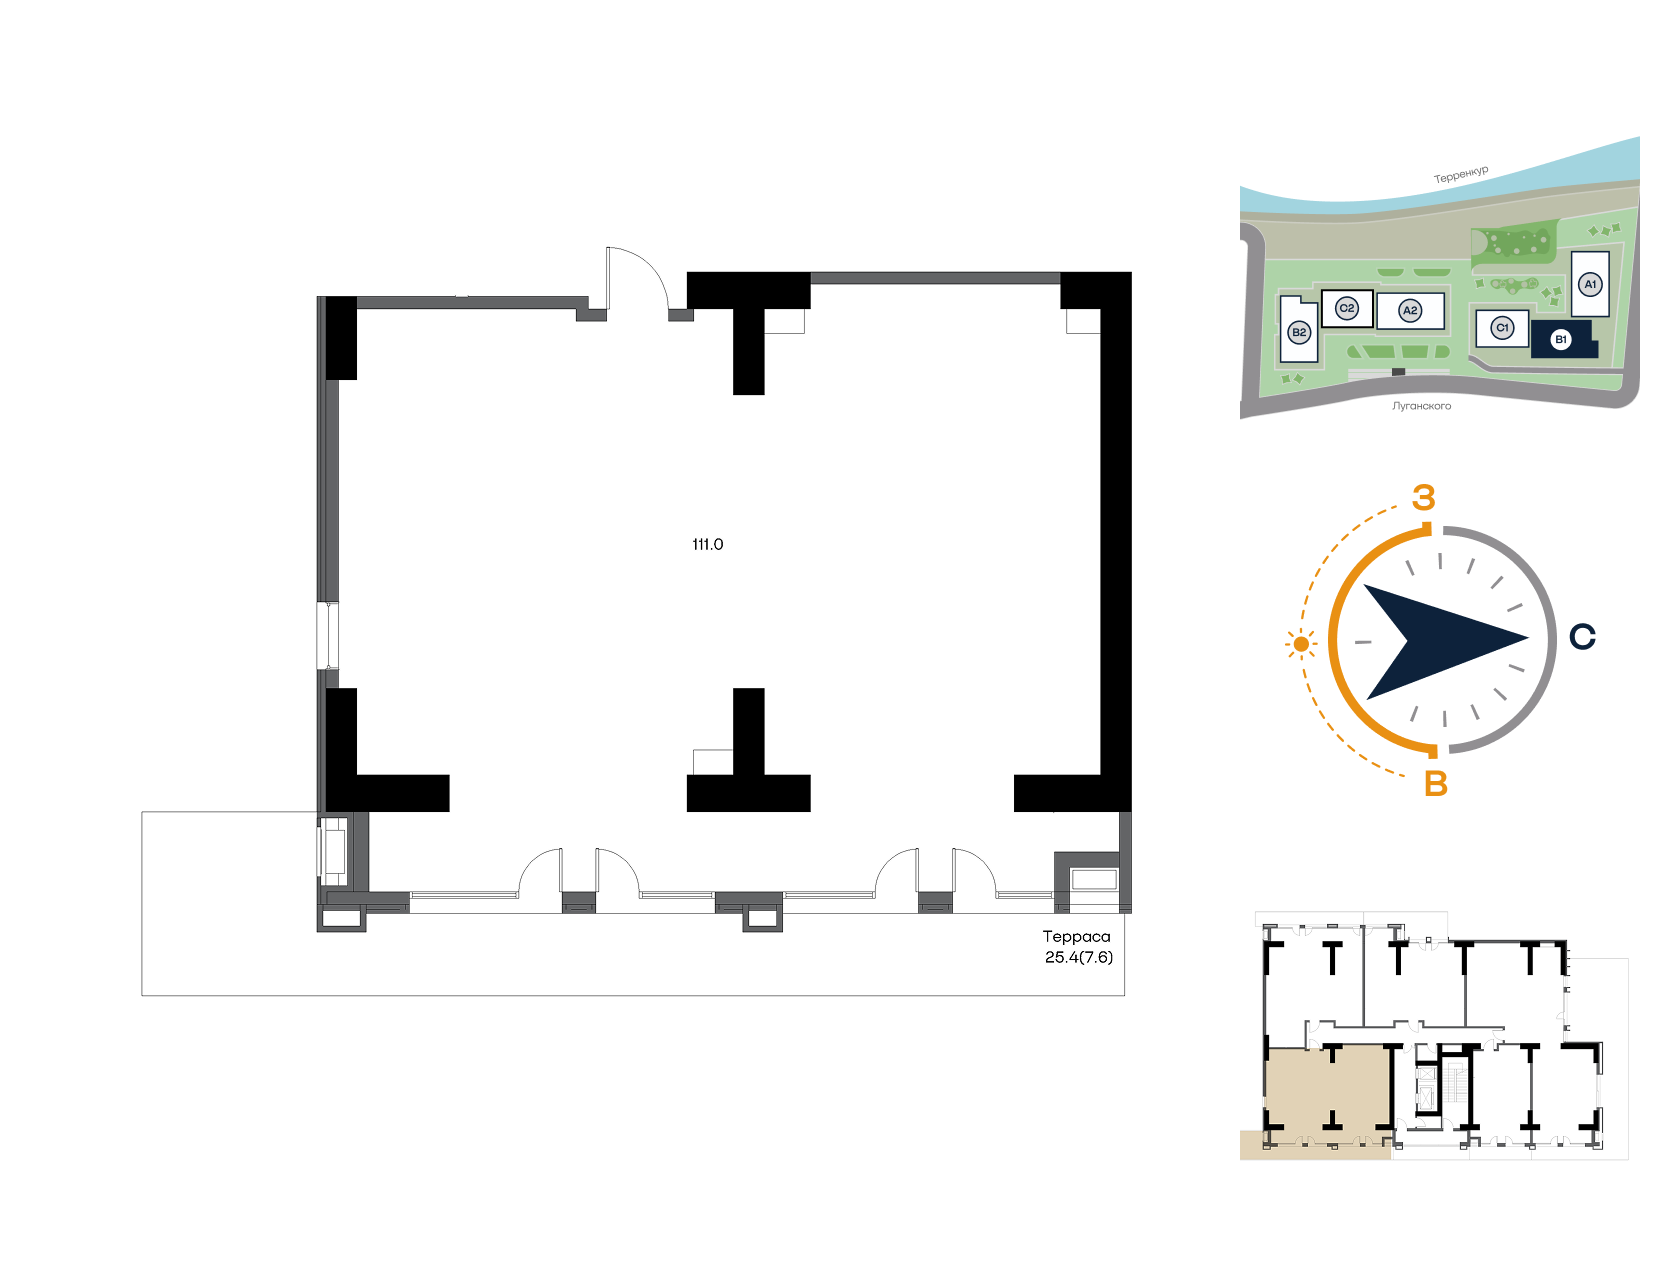 111.0
Терраса
25.4(7.6)
Терренкур
A1
C2
A2
B2
C1
B1
Луганского
З
С
В